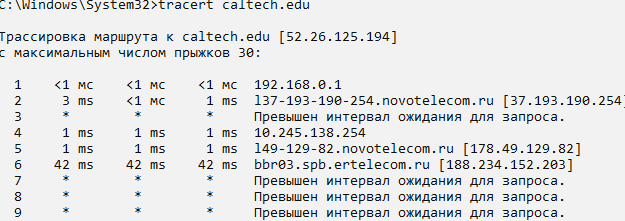 C:\Windows\System32>tracert caltech.edu
Трассировка маршрута к caltech.edu [52.26.125.194]
с максимальным числом прыжков 30:
1 <1 мс <1 мс <1 мс 192.168.0.1
2 3 ms <1 мс 1 ms l37-193-190-254.novotelecom.ru [37.193.190.254]
3 * * * Превышен интервал ожидания для запроса.
4 1 ms 1 ms 1 ms 10.245.138.254
5 1 ms 1 ms 1 ms l49-129-82.novotelecom.ru [178.49.129.82]
6 42 ms 42 ms 42 ms bbr03.spb.ertelecom.ru [188.234.152.203]
7 * * * Превышен интервал ожидания для запроса.
8 * * * Превышен интервал ожидания для запроса.
9 * * * Превышен интервал ожидания для запроса.